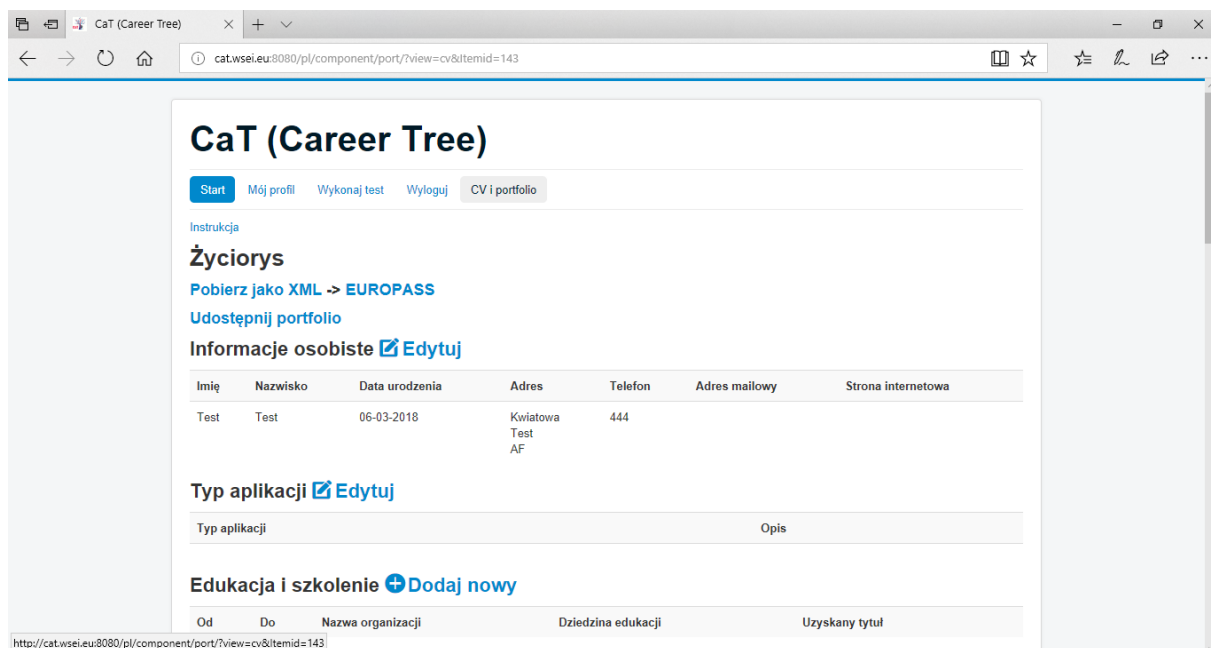 CaT (Career Tree)
cat.wsei.eu:8080/pl/component/port/?view=cv&Itemid=143
CaT (Career Tree)
Start Mój profil Wykonaj test Wyloguj CV i portfolio
Instrukcja
Życiorys
Pobierz jako XML -> EUROPASS
Udostępnij portfolio
Informacje osobiste Edytuj
Imię Nazwisko Data urodzenia Adres Telefon Adres mailowy Strona internetowa
Test Test 06-03-2018 Kwiatowa 444
Test
AF
Typ aplikacji Edytuj
Typ aplikacji Opis
Edukacja i szkolenie Dodaj nowy
Od Do Nazwa organizacji Dziedzina edukacji Uzyskany tytuł
http://cat.wsei.eu:8080/pl/component/port/?view=cv&Itemid=143